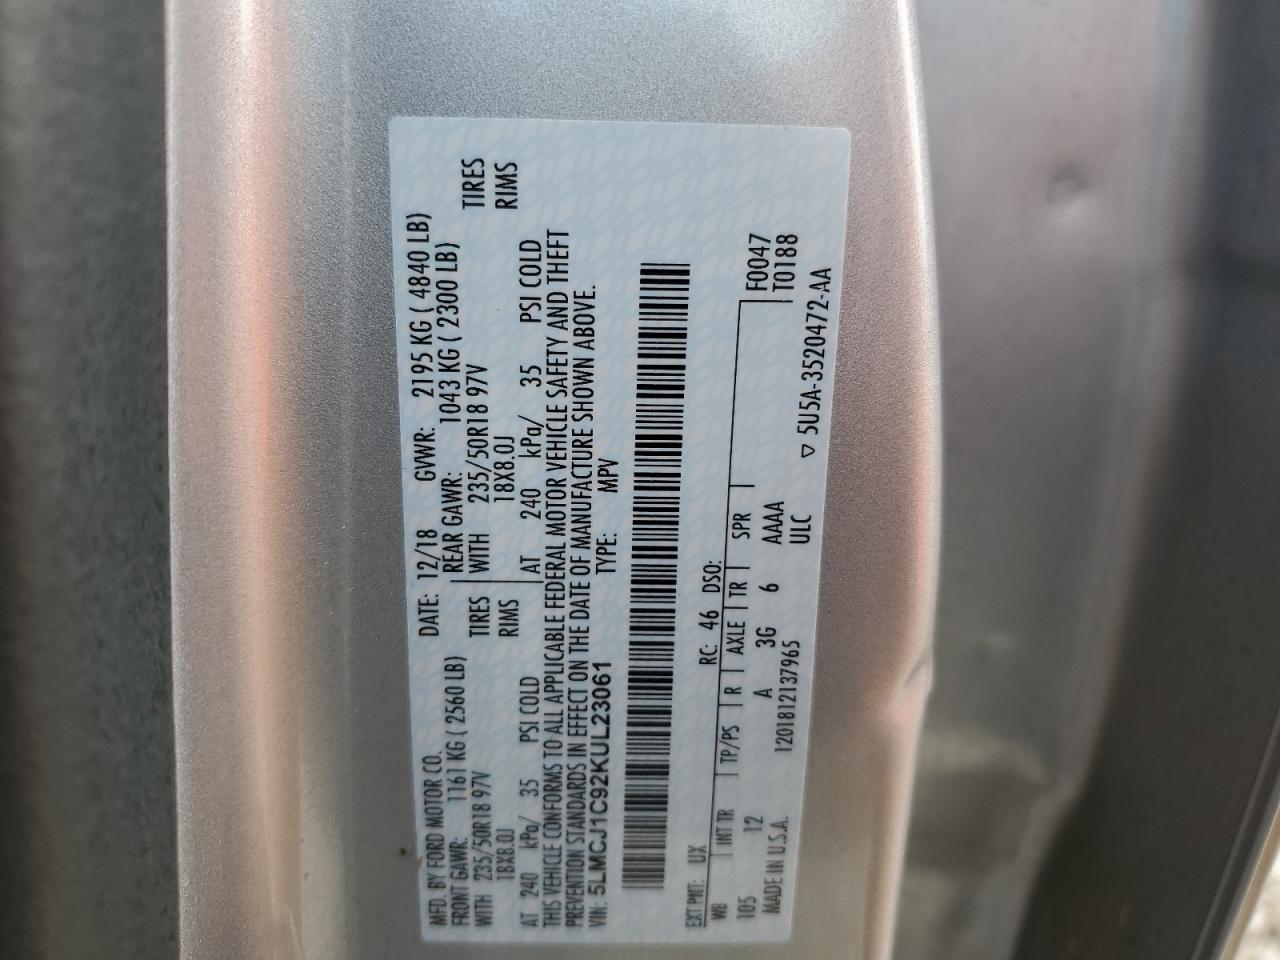 MFD. BY FORD MOTOR CO. DATE: 12/18 GVWR: 2195 KG ( 4840 LB)
FRONT GAWR: 1161 KG ( 2560 LB) REAR GAWR: 1043 KG ( 2300 LB)
WITH 235/50R18 97V TIRES WITH 235/50R18 97V TIRES
18X8.0J RIMS 18X8.0J RIMS
AT 240 kPa/ 35 PSI COLD AT 240 kPa/ 35 PSI COLD
THIS VEHICLE CONFORMS TO ALL APPLICABLE FEDERAL MOTOR VEHICLE SAFETY AND THEFT
PREVENTION STANDARDS IN EFFECT ON THE DATE OF MANUFACTURE SHOWN ABOVE.
VIN: 5LMCJ1C92KUL23061 TYPE: MPV
EXT PNT: UX RC: 46 DSO: F0047
WB INT TR TP/PS R AXLE TR SPR T0188
105 12 A 3G 6 AAAA
MADE IN U.S.A. 1201812137965 ULC ▽ 5U5A-3520472-AA